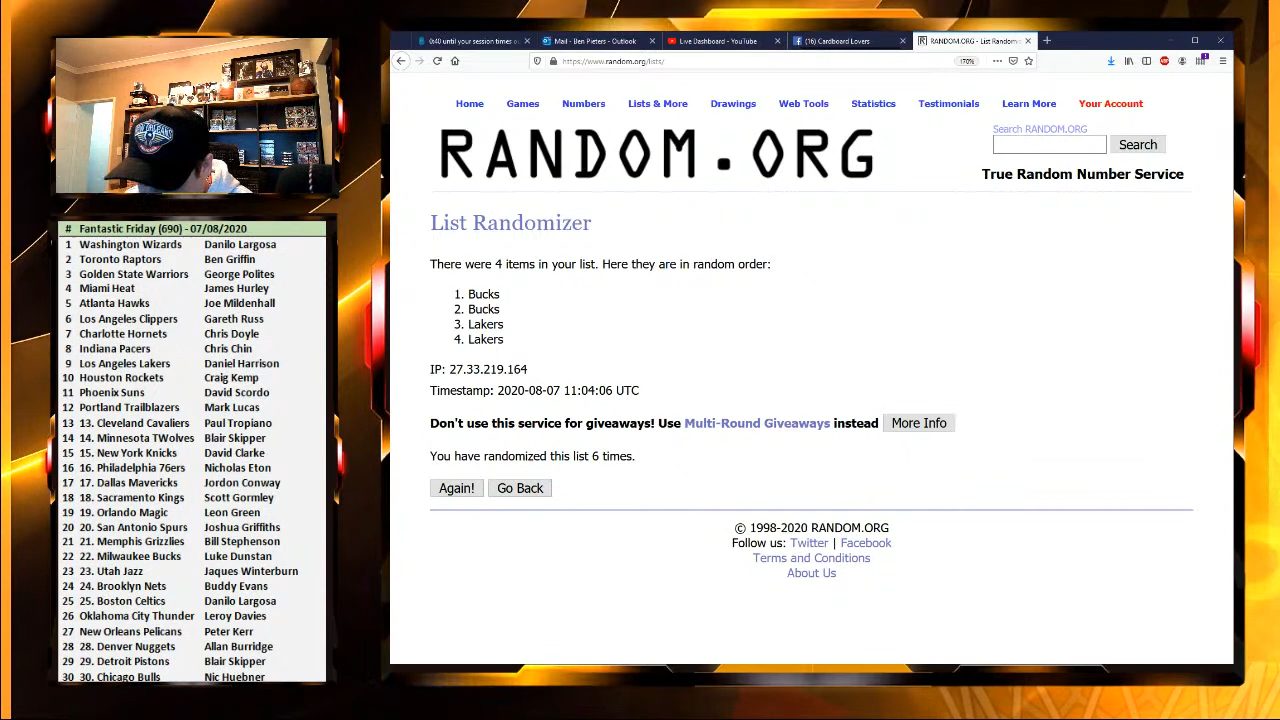 0:40 until your session times o
Mail - Ben Pieters - Outlook
Live Dashboard - YouTube
(16) Cardboard Lovers
RANDOM.ORG - List Random
https://www.random.org/lists/
170%
Home Games Numbers Lists & More Drawings Web Tools Statistics Testimonials Learn More Your Account
RANDOM.ORG
Search RANDOM.ORG
Search
True Random Number Service
List Randomizer
There were 4 items in your list. Here they are in random order:
1. Bucks
2. Bucks
3. Lakers
4. Lakers
IP: 27.33.219.164
Timestamp: 2020-08-07 11:04:06 UTC
Don't use this service for giveaways! Use Multi-Round Giveaways instead More Info
You have randomized this list 6 times.
Again! Go Back
© 1998-2020 RANDOM.ORG
Follow us: Twitter | Facebook
Terms and Conditions
About Us
# Fantastic Friday (690) - 07/08/2020
1 Washington Wizards Danilo Largosa
2 Toronto Raptors Ben Griffin
3 Golden State Warriors George Polites
4 Miami Heat James Hurley
5 Atlanta Hawks Joe Mildenhall
6 Los Angeles Clippers Gareth Russ
7 Charlotte Hornets Chris Doyle
8 Indiana Pacers Chris Chin
9 Los Angeles Lakers Daniel Harrison
10 Houston Rockets Craig Kemp
11 Phoenix Suns David Scordo
12 Portland Trailblazers Mark Lucas
13 13. Cleveland Cavaliers Paul Tropiano
14 14. Minnesota TWolves Blair Skipper
15 15. New York Knicks David Clarke
16 16. Philadelphia 76ers Nicholas Eton
17 17. Dallas Mavericks Jordon Conway
18 18. Sacramento Kings Scott Gormley
19 19. Orlando Magic Leon Green
20 20. San Antonio Spurs Joshua Griffiths
21 21. Memphis Grizzlies Bill Stephenson
22 22. Milwaukee Bucks Luke Dunstan
23 23. Utah Jazz Jaques Winterburn
24 24. Brooklyn Nets Buddy Evans
25 25. Boston Celtics Danilo Largosa
26 Oklahoma City Thunder Leroy Davies
27 New Orleans Pelicans Peter Kerr
28 28. Denver Nuggets Allan Burridge
29 29. Detroit Pistons Blair Skipper
30 30. Chicago Bulls Nic Huebner